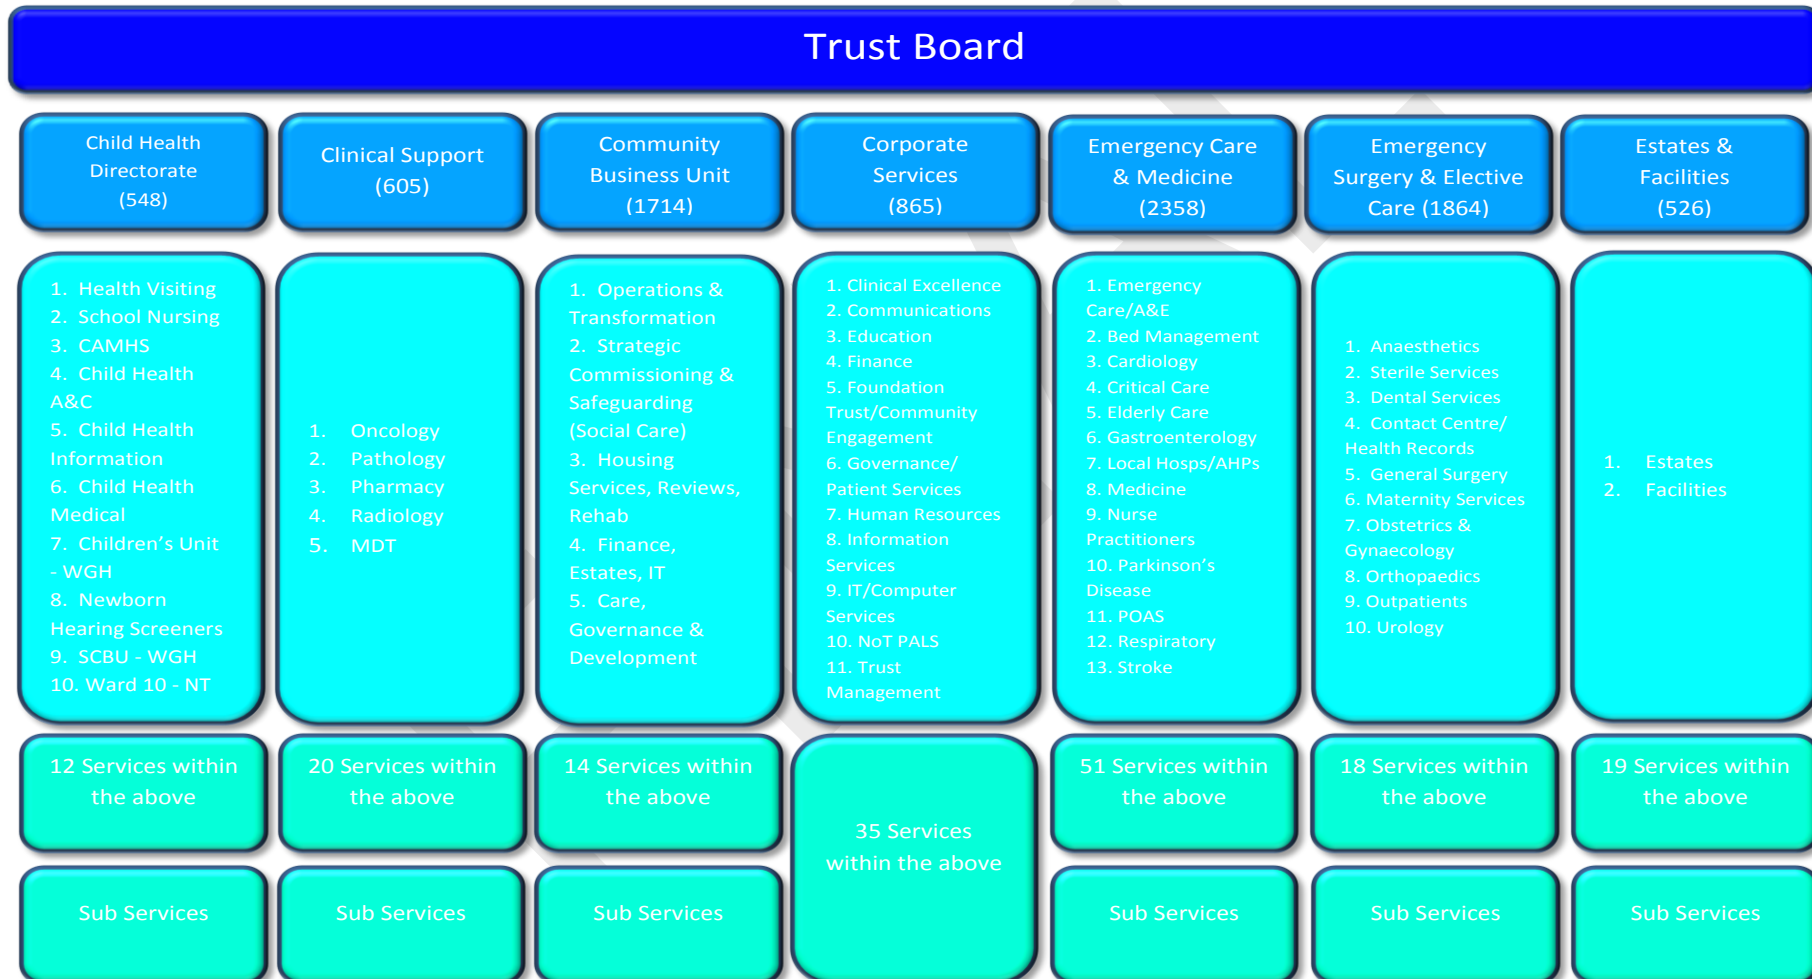 Trust Board
Child Health
Directorate
(548)
Clinical Support
(605)
Community
Business Unit
(1714)
Corporate
Services
(865)
Emergency Care
& Medicine
(2358)
Emergency
Surgery & Elective
Care (1864)
Estates &
Facilities
(526)
1. Health Visiting
2. School Nursing
3. CAMHS
4. Child Health
A&C
5. Child Health
Information
6. Child Health
Medical
7. Children’s Unit
- WGH
8. Newborn
Hearing Screeners
9. SCBU - WGH
10. Ward 10 - NT
1. Oncology
2. Pathology
3. Pharmacy
4. Radiology
5. MDT
1. Operations &
Transformation
2. Strategic
Commissioning &
Safeguarding
(Social Care)
3. Housing
Services, Reviews,
Rehab
4. Finance,
Estates, IT
5. Care,
Governance &
Development
1. Clinical Excellence
2. Communications
3. Education
4. Finance
5. Foundation
Trust/Community
Engagement
6. Governance/
Patient Services
7. Human Resources
8. Information
Services
9. IT/Computer
Services
10. NoT PALS
11. Trust
Management
1. Emergency
Care/A&E
2. Bed Management
3. Cardiology
4. Critical Care
5. Elderly Care
6. Gastroenterology
7. Local Hosps/AHPs
8. Medicine
9. Nurse
Practitioners
10. Parkinson’s
Disease
11. POAS
12. Respiratory
13. Stroke
1. Anaesthetics
2. Sterile Services
3. Dental Services
4. Contact Centre/
Health Records
5. General Surgery
6. Maternity Services
7. Obstetrics &
Gynaecology
8. Orthopaedics
9. Outpatients
10. Urology
1. Estates
2. Facilities
12 Services within
the above
20 Services within
the above
14 Services within
the above
35 Services
within the above
51 Services within
the above
18 Services within
the above
19 Services within
the above
Sub Services
Sub Services
Sub Services
Sub Services
Sub Services
Sub Services